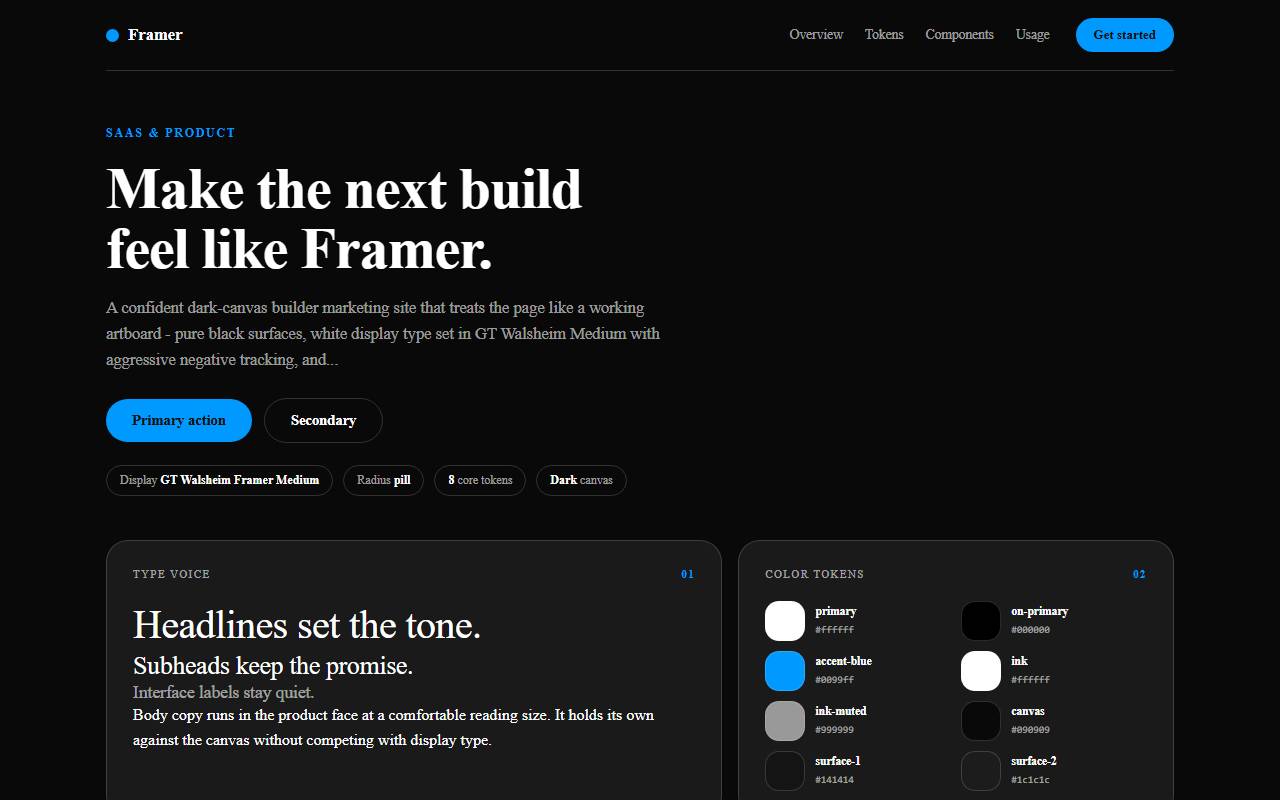 Framer
Overview Tokens Components Usage Get started
SAAS & PRODUCT
Make the next build
feel like Framer.
A confident dark-canvas builder marketing site that treats the page like a working
artboard - pure black surfaces, white display type set in GT Walsheim Medium with
aggressive negative tracking, and...
Primary action Secondary
Display GT Walsheim Framer Medium Radius pill 8 core tokens Dark canvas
TYPE VOICE 01
Headlines set the tone.
Subheads keep the promise.
Interface labels stay quiet.
Body copy runs in the product face at a comfortable reading size. It holds its own
against the canvas without competing with display type.
COLOR TOKENS 02
primary
#ffffff
on-primary
#000000
accent-blue
#0099ff
ink
#ffffff
ink-muted
#999999
canvas
#090909
surface-1
#141414
surface-2
#1c1c1c